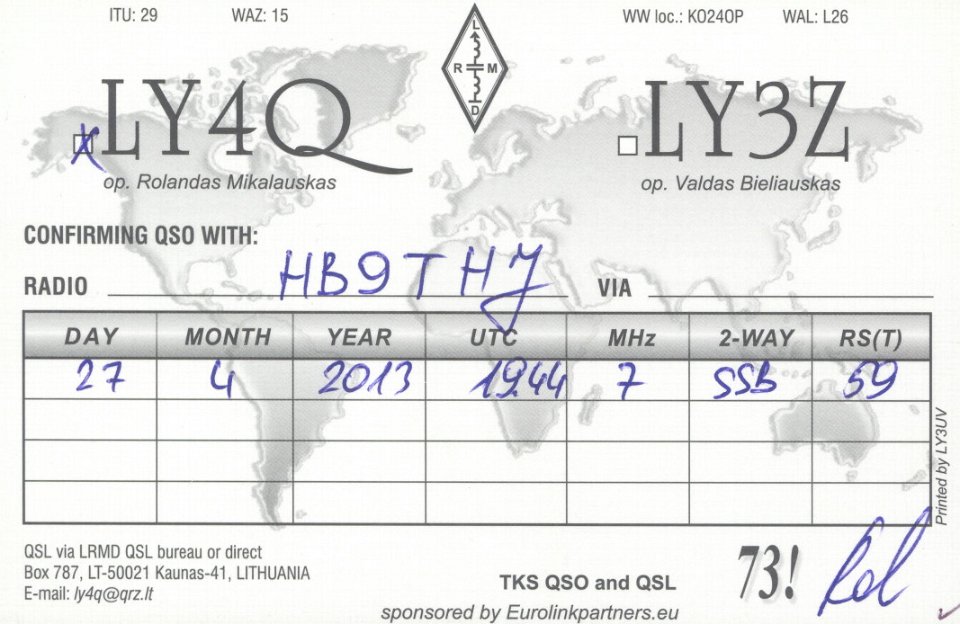 ITU: 29 WAZ: 15 WW loc.: KO24OP WAL: L26
L
R M
D
X LY4Q LY3Z
op. Rolandas Mikalauskas op. Valdas Bieliauskas
CONFIRMING QSO WITH:
RADIO HB9THJ VIA
DAY MONTH YEAR UTC MHz 2-WAY RS(T)
27 4 2013 1944 7 SSB 59
Printed by LY3UV
QSL via LRMD QSL bureau or direct
Box 787, LT-50021 Kaunas-41, LITHUANIA
E-mail: ly4q@qrz.lt
TKS QSO and QSL 73! Rol
sponsored by Eurolinkpartners.eu